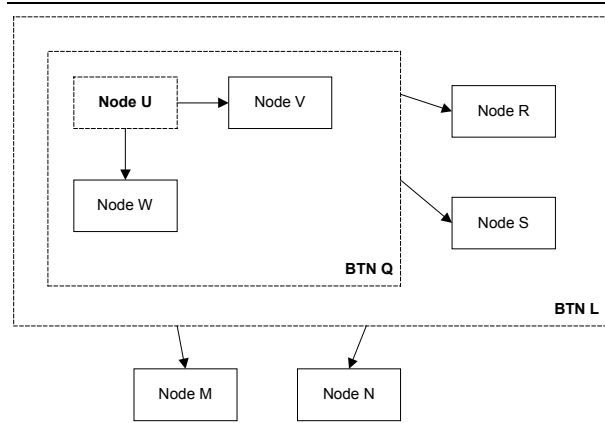 Node U
Node V
Node R
Node W
Node S
BTN Q
BTN L
Node M
Node N